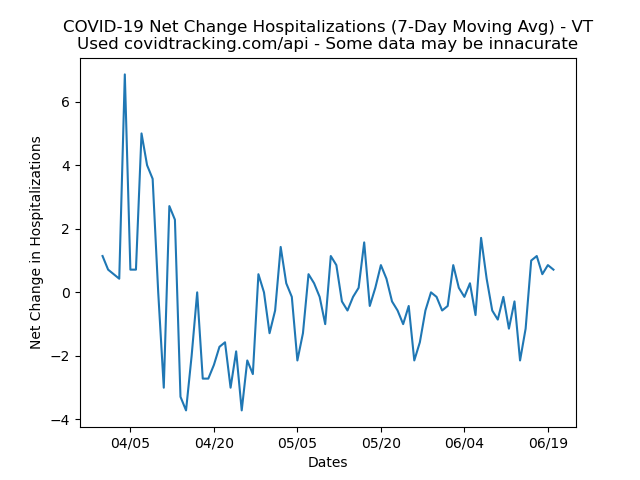 COVID-19 Net Change Hospitalizations (7-Day Moving Avg) - VT
Used covidtracking.com/api - Some data may be innacurate
Net Change in Hospitalizations
6
4
2
0
−2
−4
04/05 04/20 05/05 05/20 06/04 06/19
Dates